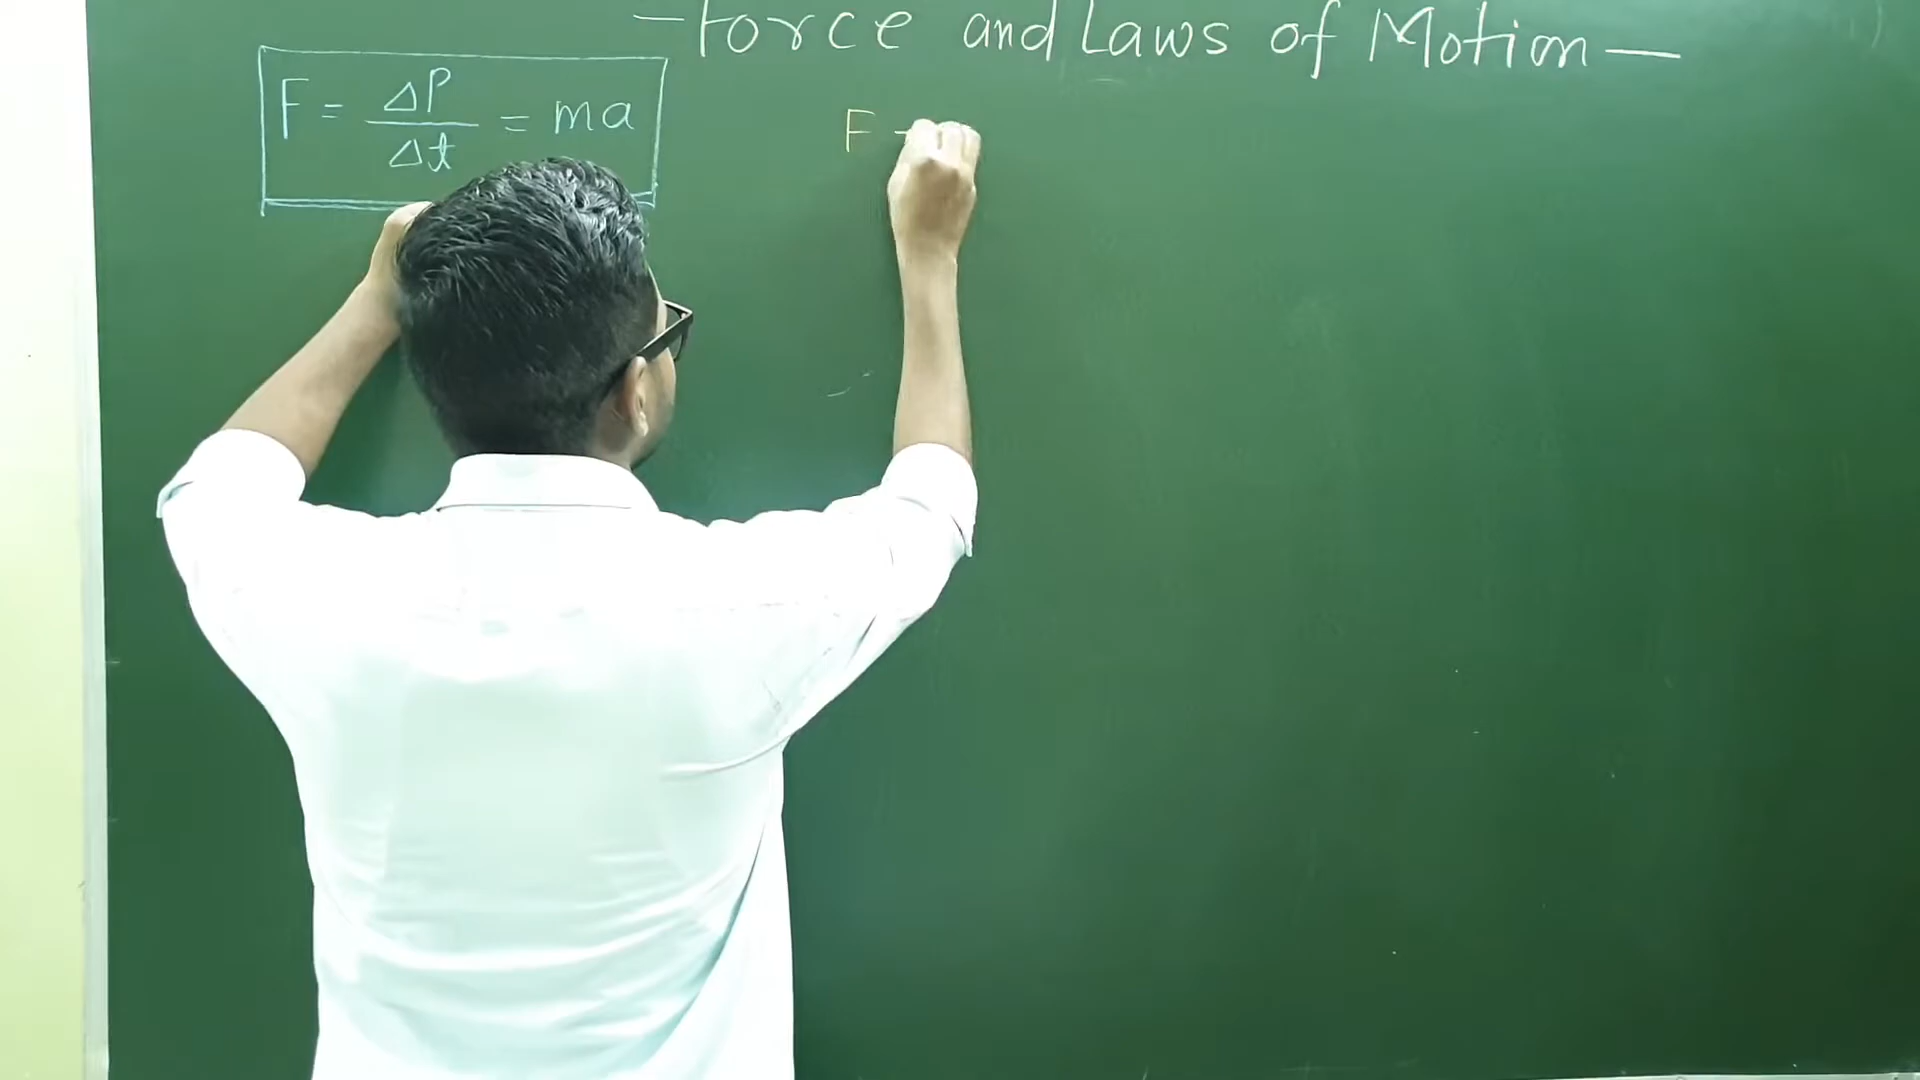 — Force and Laws of Motion —
F = ΔP/Δt = ma
F =